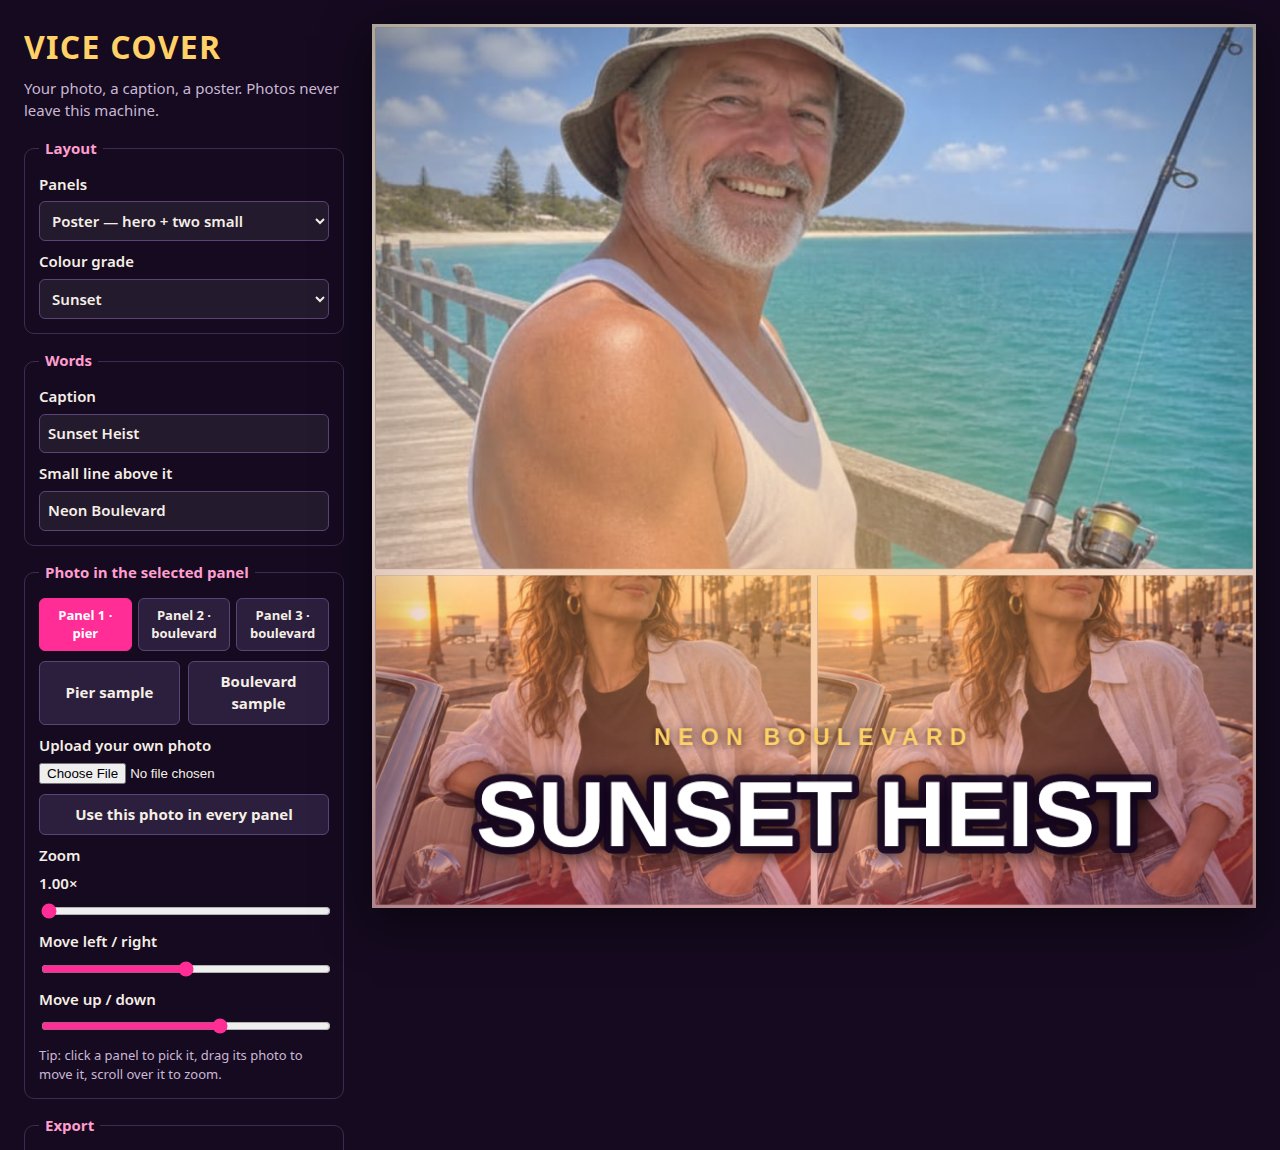 VICE COVER
Your photo, a caption, a poster. Photos never
leave this machine.
Layout
Panels
Poster — hero + two small
Colour grade
Sunset
Words
Caption
Sunset Heist
Small line above it
Neon Boulevard
Photo in the selected panel
Panel 1 ·
pier
Panel 2 ·
boulevard
Panel 3 ·
boulevard
Pier sample
Boulevard
sample
Upload your own photo
Choose File No file chosen
Use this photo in every panel
Zoom
1.00×
Move left / right
Move up / down
Tip: click a panel to pick it, drag its photo to
move it, scroll over it to zoom.
Export
NEON BOULEVARD
SUNSET HEIST